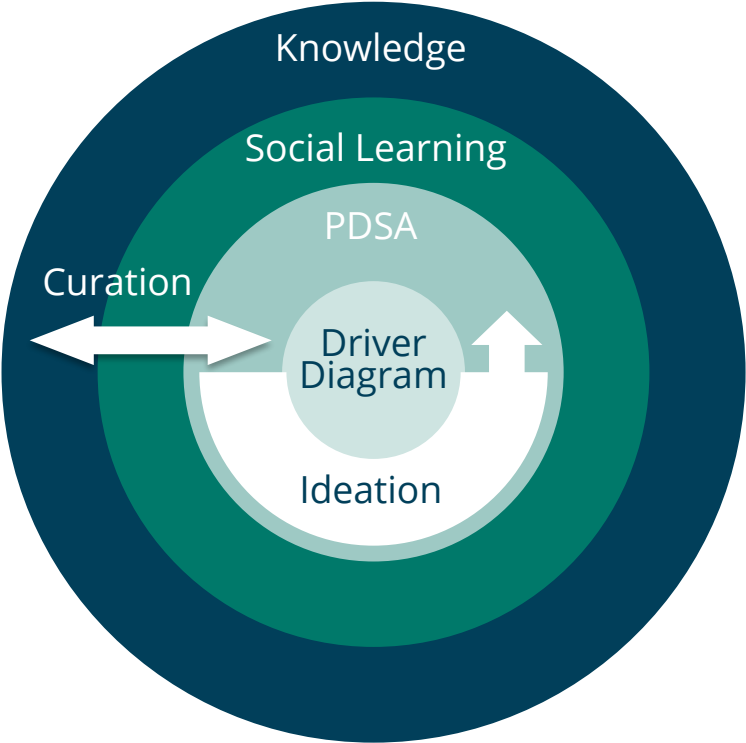 Knowledge
Social Learning
PDSA
Curation
Driver
Diagram
Ideation